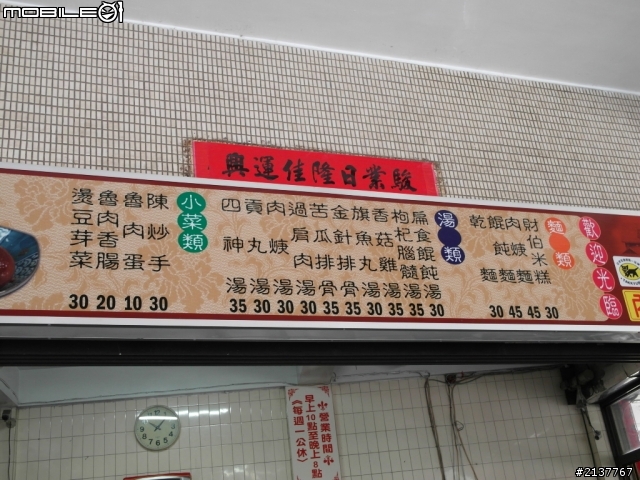 MOBILE01
駿業日隆佳運興
歡迎光臨
麵類
財伯米糕 30
肉焿麵 45
餛飩麵 45
乾麵 30
湯類
扁食餛飩湯 30
枸杞腦髓湯 35
香菇雞湯 35
旗魚丸湯 30
金針排骨 35
苦瓜排骨 35
過肩肉湯 30
肉焿湯 30
貢丸湯 30
四神湯 35
小菜類
陳炒手 30
魯肉蛋 10
魯肉香腸 20
燙豆芽菜 30
營業時間
早上10點至晚上8點
《每週一公休》
#2137767